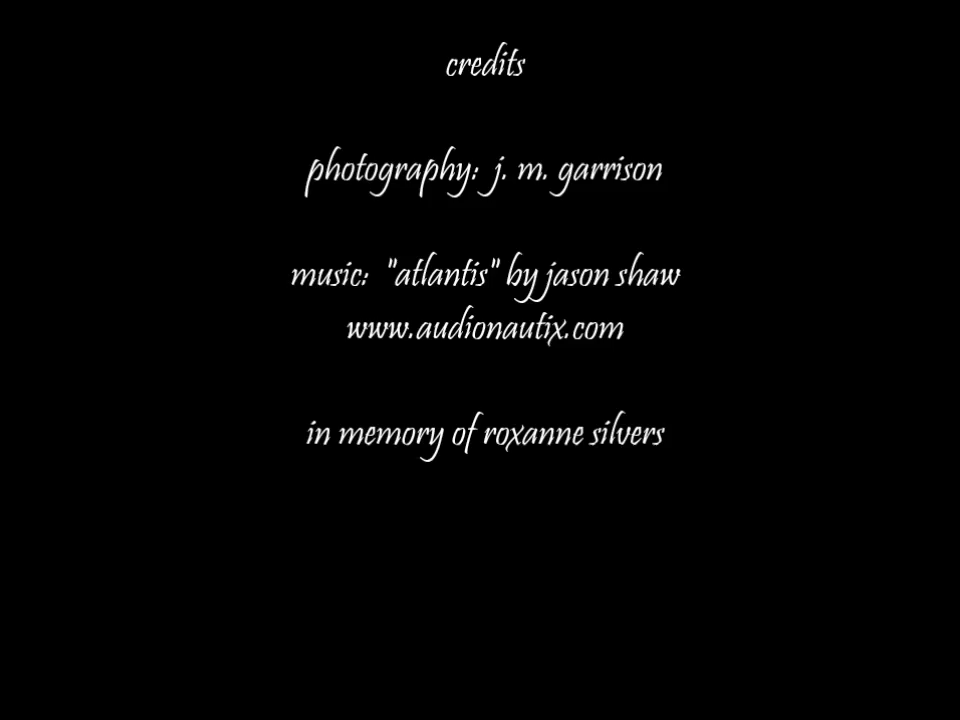 credits
photography: j. m. garrison
music: "atlantis" by jason shaw
www.audionautix.com
in memory of roxanne silvers